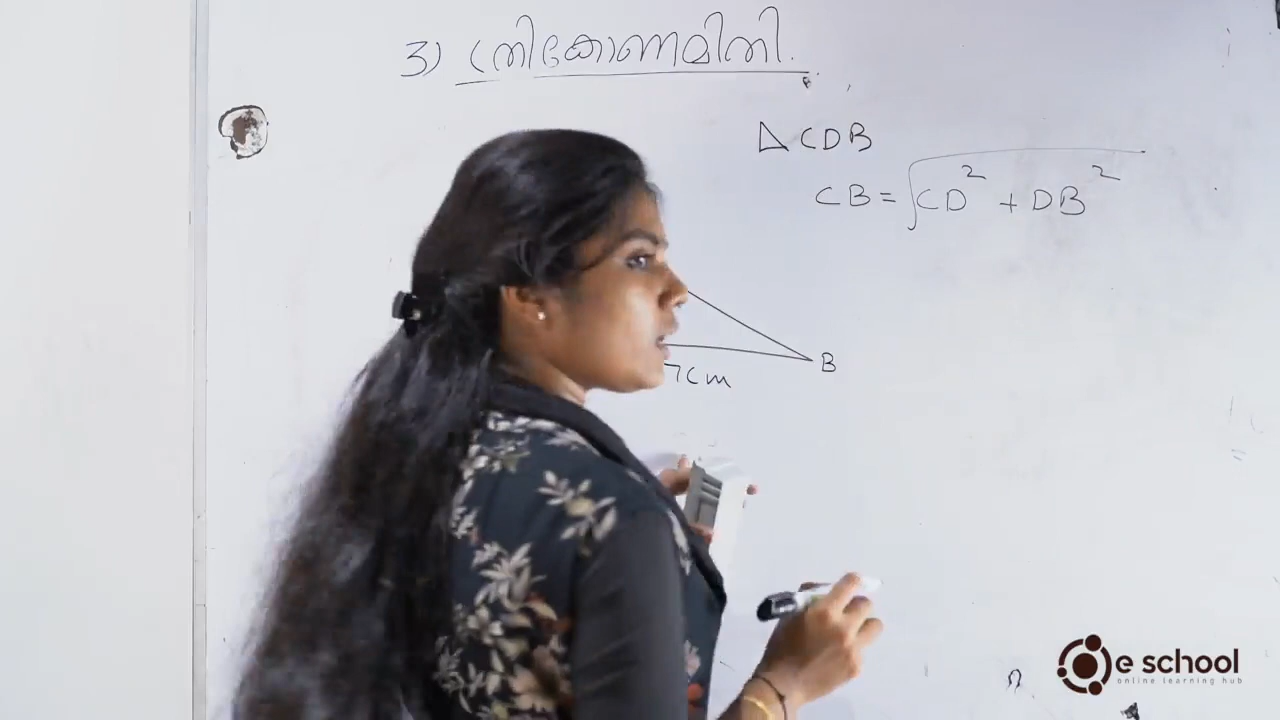 3) ത്രികോണമിതി.
△CDB
CB = √CD² + DB²
B
7cm
e school
online learning hub